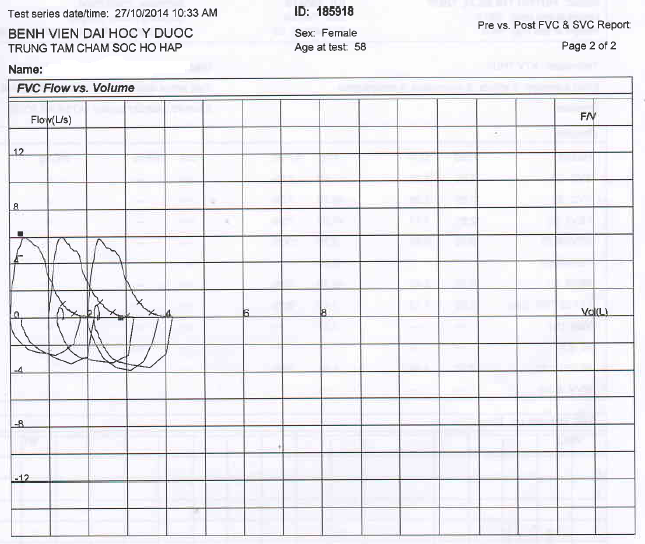 Test series date/time: 27/10/2014 10:33 AM
ID: 185918
BENH VIEN DAI HOC Y DUOC
Sex: Female
Pre vs. Post FVC & SVC Report
TRUNG TAM CHAM SOC HO HAP
Age at test: 58
Page 2 of 2
Name:
FVC Flow vs. Volume
Flow(L/s)
F/V
12
8
4
0 2 4 6 8 Vol(L)
-4
-8
-12